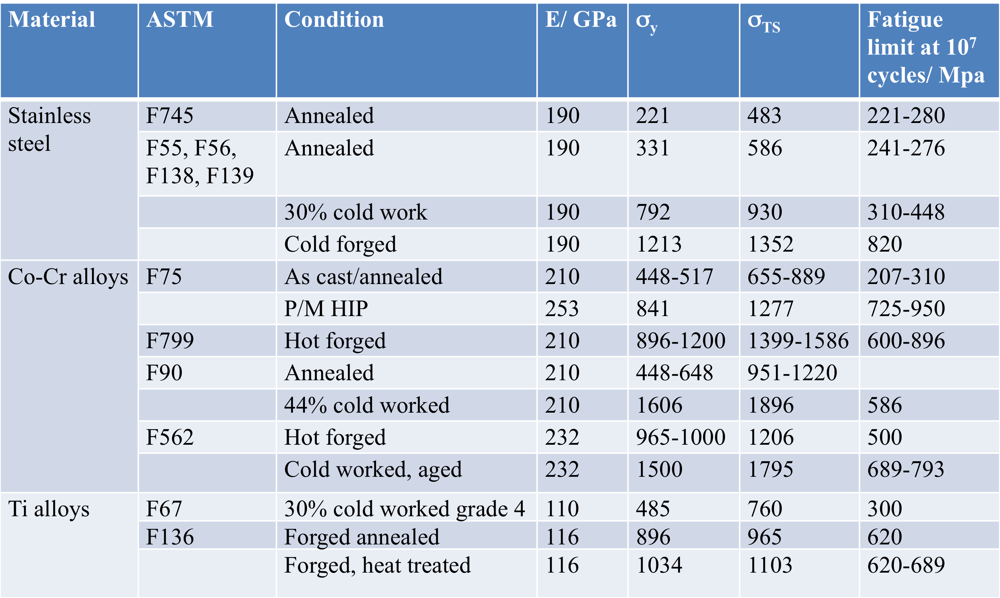 Material ASTM Condition E/ GPa σy σTS Fatigue
limit at 10⁷
cycles/ Mpa
Stainless F745 Annealed 190 221 483 221-280
steel F55, F56, Annealed 190 331 586 241-276
F138, F139
30% cold work 190 792 930 310-448
Cold forged 190 1213 1352 820
Co-Cr alloys F75 As cast/annealed 210 448-517 655-889 207-310
P/M HIP 253 841 1277 725-950
F799 Hot forged 210 896-1200 1399-1586 600-896
F90 Annealed 210 448-648 951-1220
44% cold worked 210 1606 1896 586
F562 Hot forged 232 965-1000 1206 500
Cold worked, aged 232 1500 1795 689-793
Ti alloys F67 30% cold worked grade 4 110 485 760 300
F136 Forged annealed 116 896 965 620
Forged, heat treated 116 1034 1103 620-689